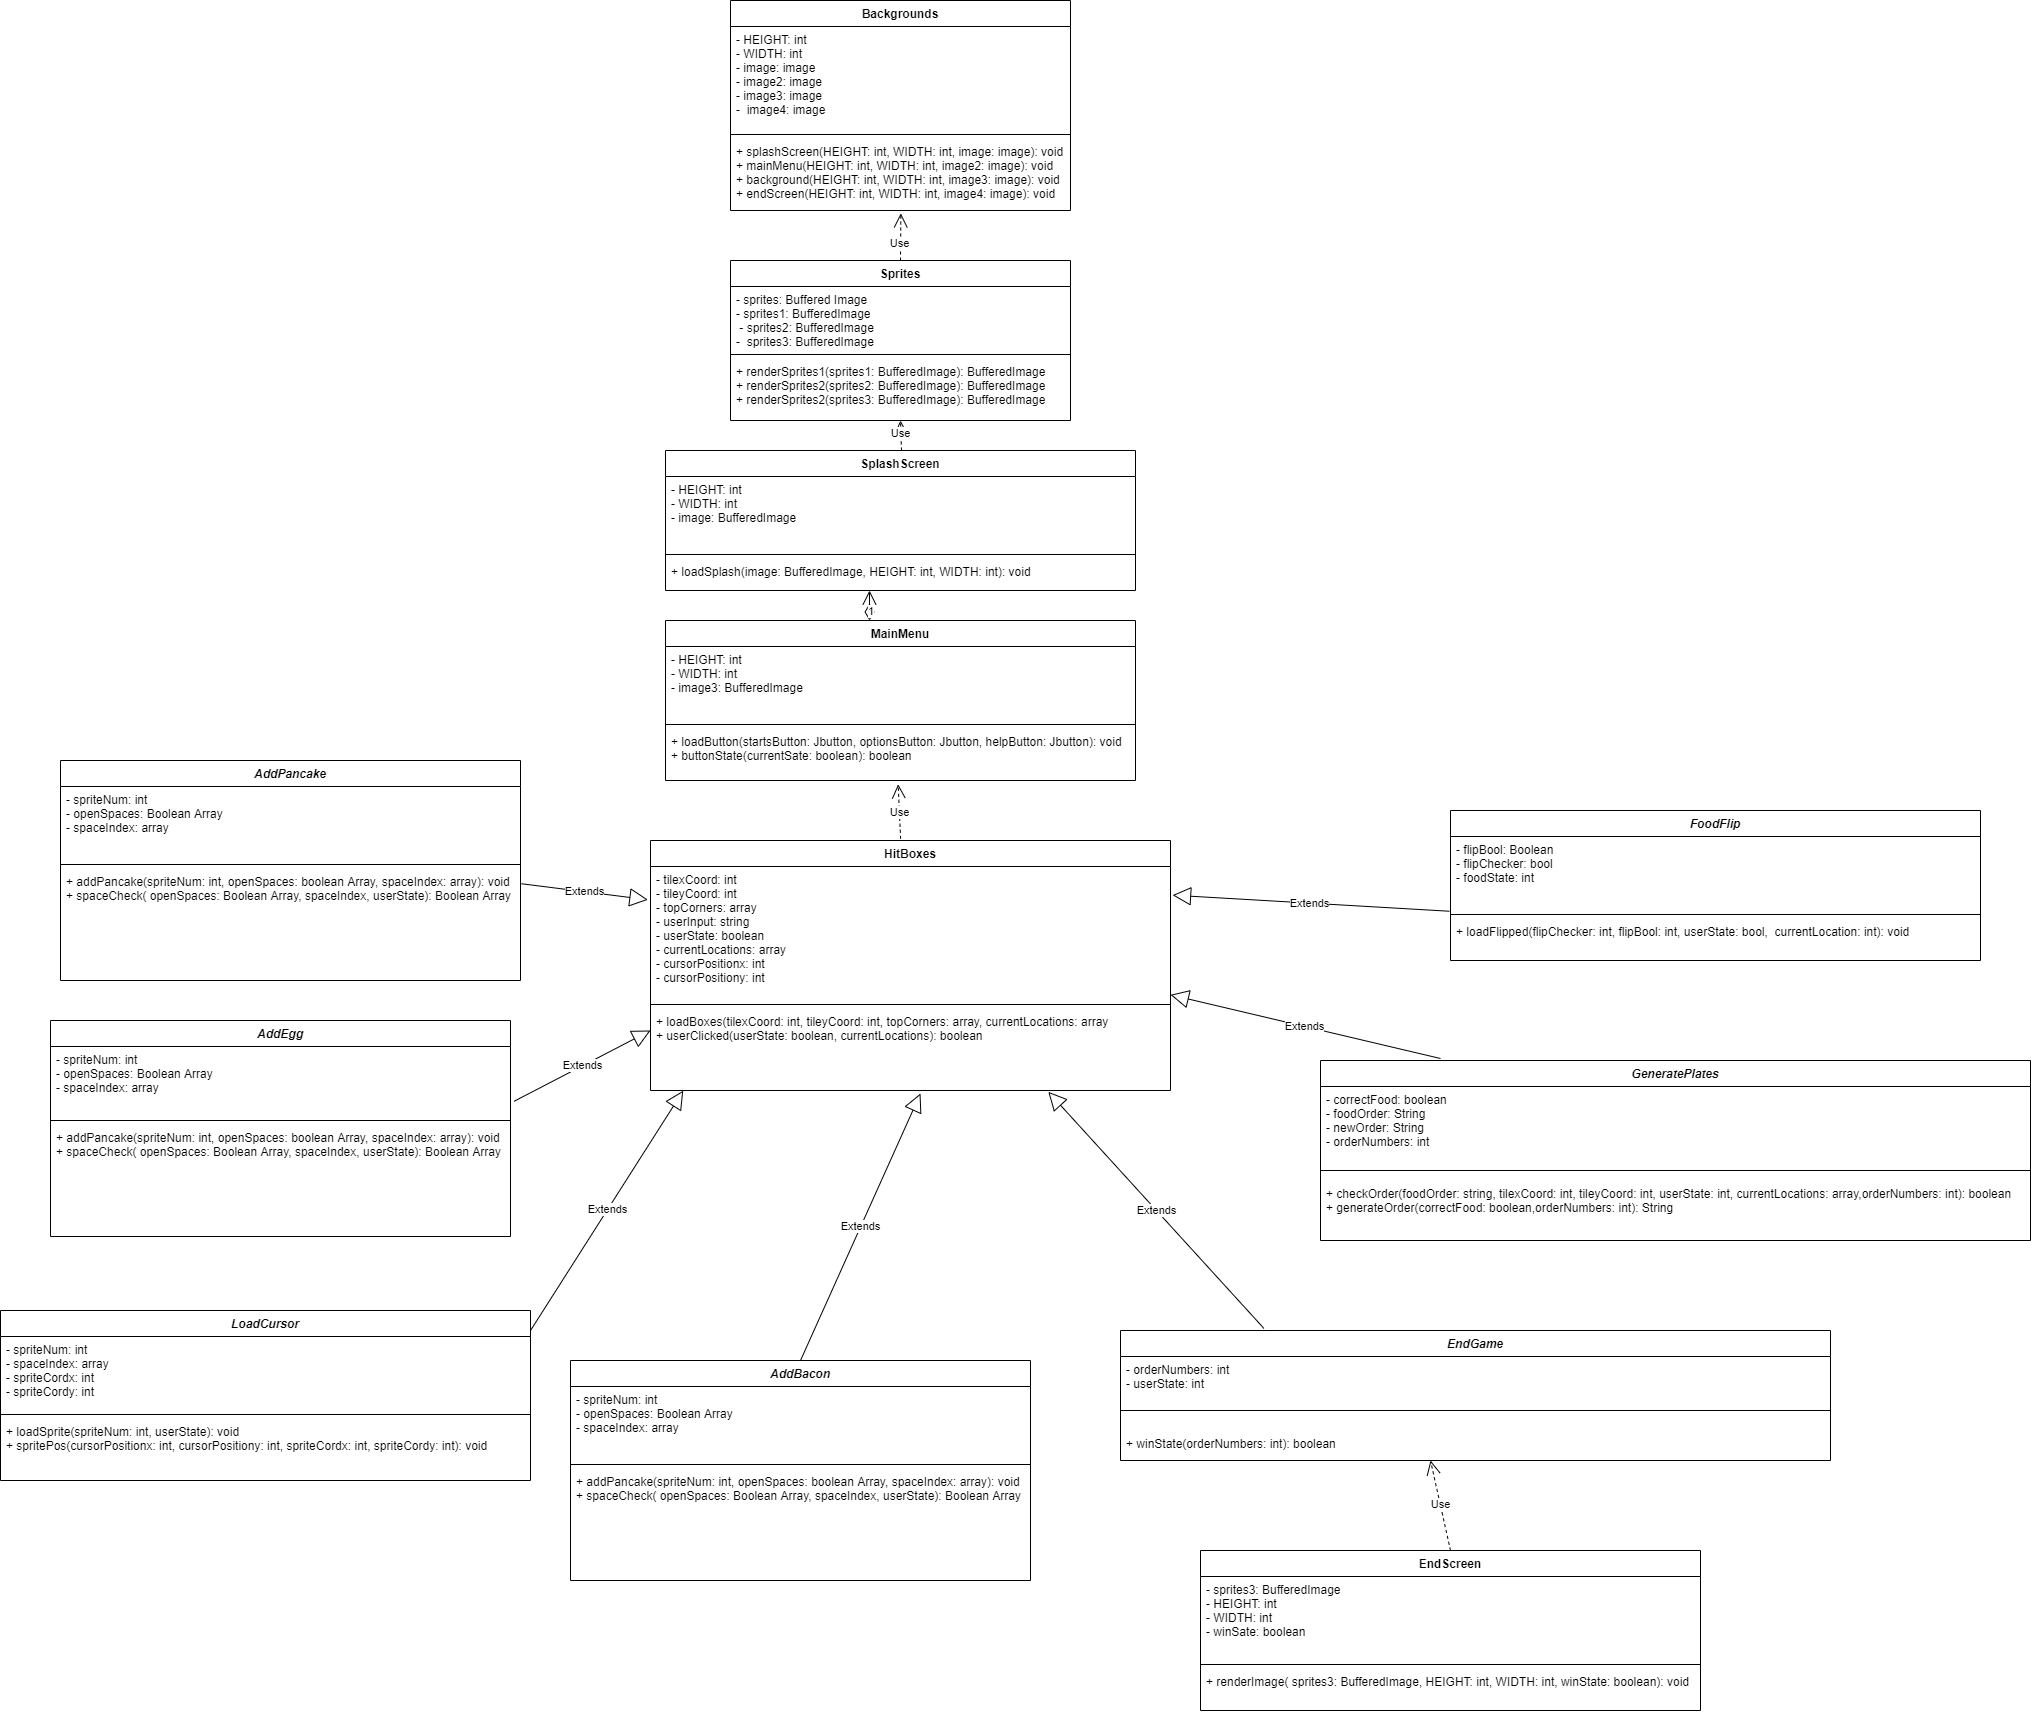 Backgrounds
- HEIGHT: int
- WIDTH: int
- image: image
- image2: image
- image3: image
-  image4: image
+ splashScreen(HEIGHT: int, WIDTH: int, image: image): void
+ mainMenu(HEIGHT: int, WIDTH: int, image2: image): void
+ background(HEIGHT: int, WIDTH: int, image3: image): void
+ endScreen(HEIGHT: int, WIDTH: int, image4: image): void
Use
Sprites
- sprites: Buffered Image
- sprites1: BufferedImage
- sprites2: BufferedImage
-  sprites3: BufferedImage
+ renderSprites1(sprites1: BufferedImage): BufferedImage
+ renderSprites2(sprites2: BufferedImage): BufferedImage
+ renderSprites2(sprites3: BufferedImage): BufferedImage
Use
SplashScreen
- HEIGHT: int
- WIDTH: int
- image: BufferedImage
+ loadSplash(image: BufferedImage, HEIGHT: int, WIDTH: int): void
1
MainMenu
- HEIGHT: int
- WIDTH: int
- image3: BufferedImage
+ loadButton(startsButton: Jbutton, optionsButton: Jbutton, helpButton: Jbutton): void
+ buttonState(currentSate: boolean): boolean
Use
AddPancake
- spriteNum: int
- openSpaces: Boolean Array
- spaceIndex: array
+ addPancake(spriteNum: int, openSpaces: boolean Array, spaceIndex: array): void
+ spaceCheck( openSpaces: Boolean Array, spaceIndex, userState): Boolean Array
Extends
HitBoxes
- tilexCoord: int
- tileyCoord: int
- topCorners: array
- userInput: string
- userState: boolean
- currentLocations: array
- cursorPositionx: int
- cursorPositiony: int
+ loadBoxes(tilexCoord: int, tileyCoord: int, topCorners: array, currentLocations: array
+ userClicked(userState: boolean, currentLocations): boolean
Extends
FoodFlip
- flipBool: Boolean
- flipChecker: bool
- foodState: int
+ loadFlipped(flipChecker: int, flipBool: int, userState: bool,  currentLocation: int): void
AddEgg
- spriteNum: int
- openSpaces: Boolean Array
- spaceIndex: array
+ addPancake(spriteNum: int, openSpaces: boolean Array, spaceIndex: array): void
+ spaceCheck( openSpaces: Boolean Array, spaceIndex, userState): Boolean Array
Extends
Extends
GeneratePlates
- correctFood: boolean
- foodOrder: String
- newOrder: String
- orderNumbers: int
+ checkOrder(foodOrder: string, tilexCoord: int, tileyCoord: int, userState: int, currentLocations: array,orderNumbers: int): boolean
+ generateOrder(correctFood: boolean,orderNumbers: int): String
Extends
Extends
Extends
LoadCursor
- spriteNum: int
- spaceIndex: array
- spriteCordx: int
- spriteCordy: int
+ loadSprite(spriteNum: int, userState): void
+ spritePos(cursorPositionx: int, cursorPositiony: int, spriteCordx: int, spriteCordy: int): void
AddBacon
- spriteNum: int
- openSpaces: Boolean Array
- spaceIndex: array
+ addPancake(spriteNum: int, openSpaces: boolean Array, spaceIndex: array): void
+ spaceCheck( openSpaces: Boolean Array, spaceIndex, userState): Boolean Array
EndGame
- orderNumbers: int
- userState: int
+ winState(orderNumbers: int): boolean
Use
EndScreen
- sprites3: BufferedImage
- HEIGHT: int
- WIDTH: int
- winSate: boolean
+ renderImage( sprites3: BufferedImage, HEIGHT: int, WIDTH: int, winState: boolean): void